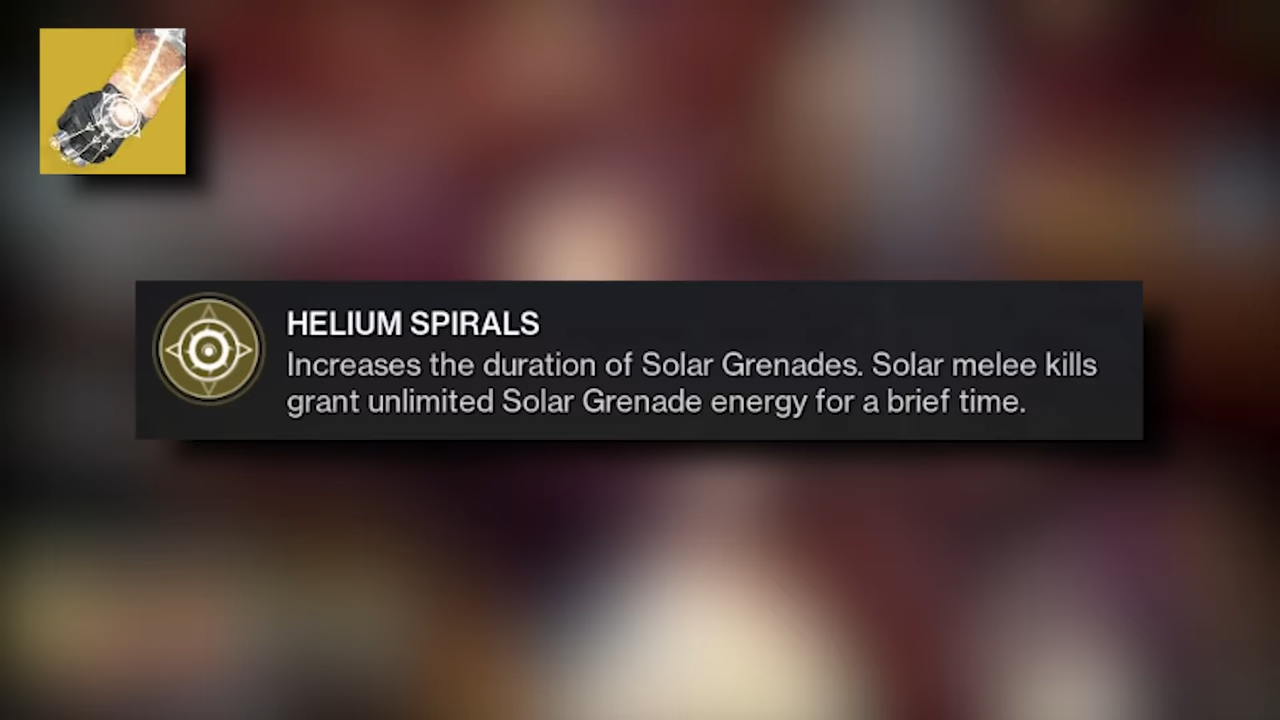 HELIUM SPIRALS
Increases the duration of Solar Grenades. Solar melee kills
grant unlimited Solar Grenade energy for a brief time.